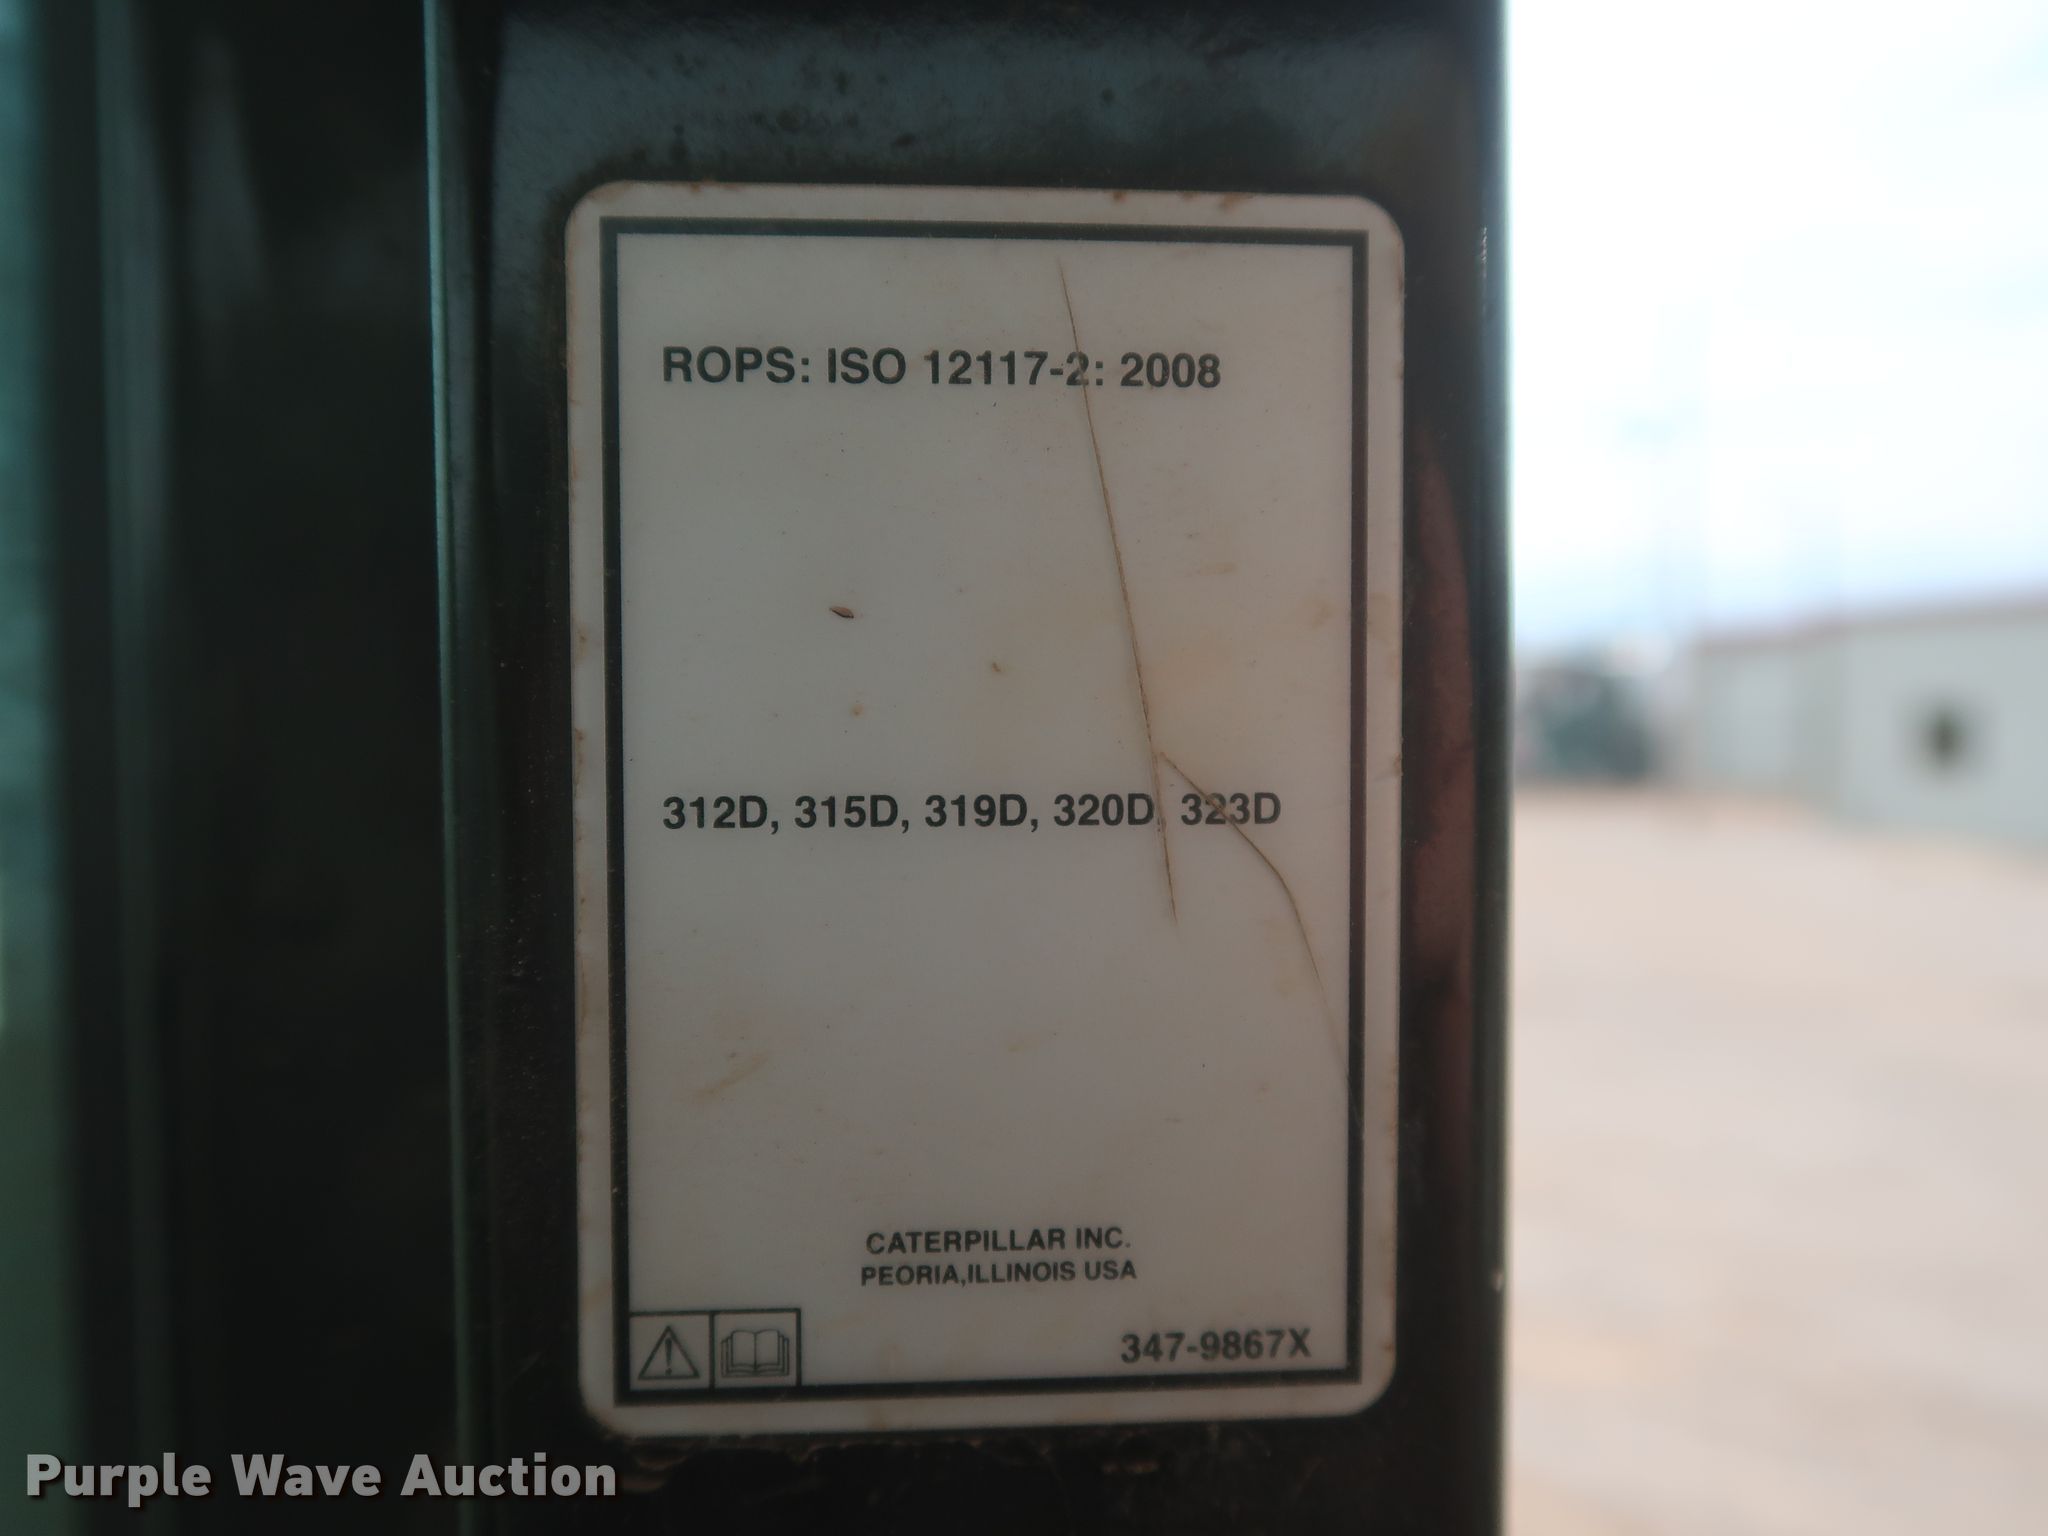 ROPS: ISO 12117-2: 2008
312D, 315D, 319D, 320D, 323D
CATERPILLAR INC.
PEORIA,ILLINOIS USA
347-9867X
Purple Wave Auction